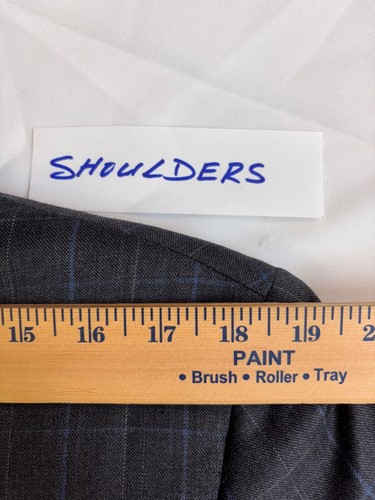 SHOULDERS
15 16 17 18 19 2
PAINT
• Brush • Roller • Tray